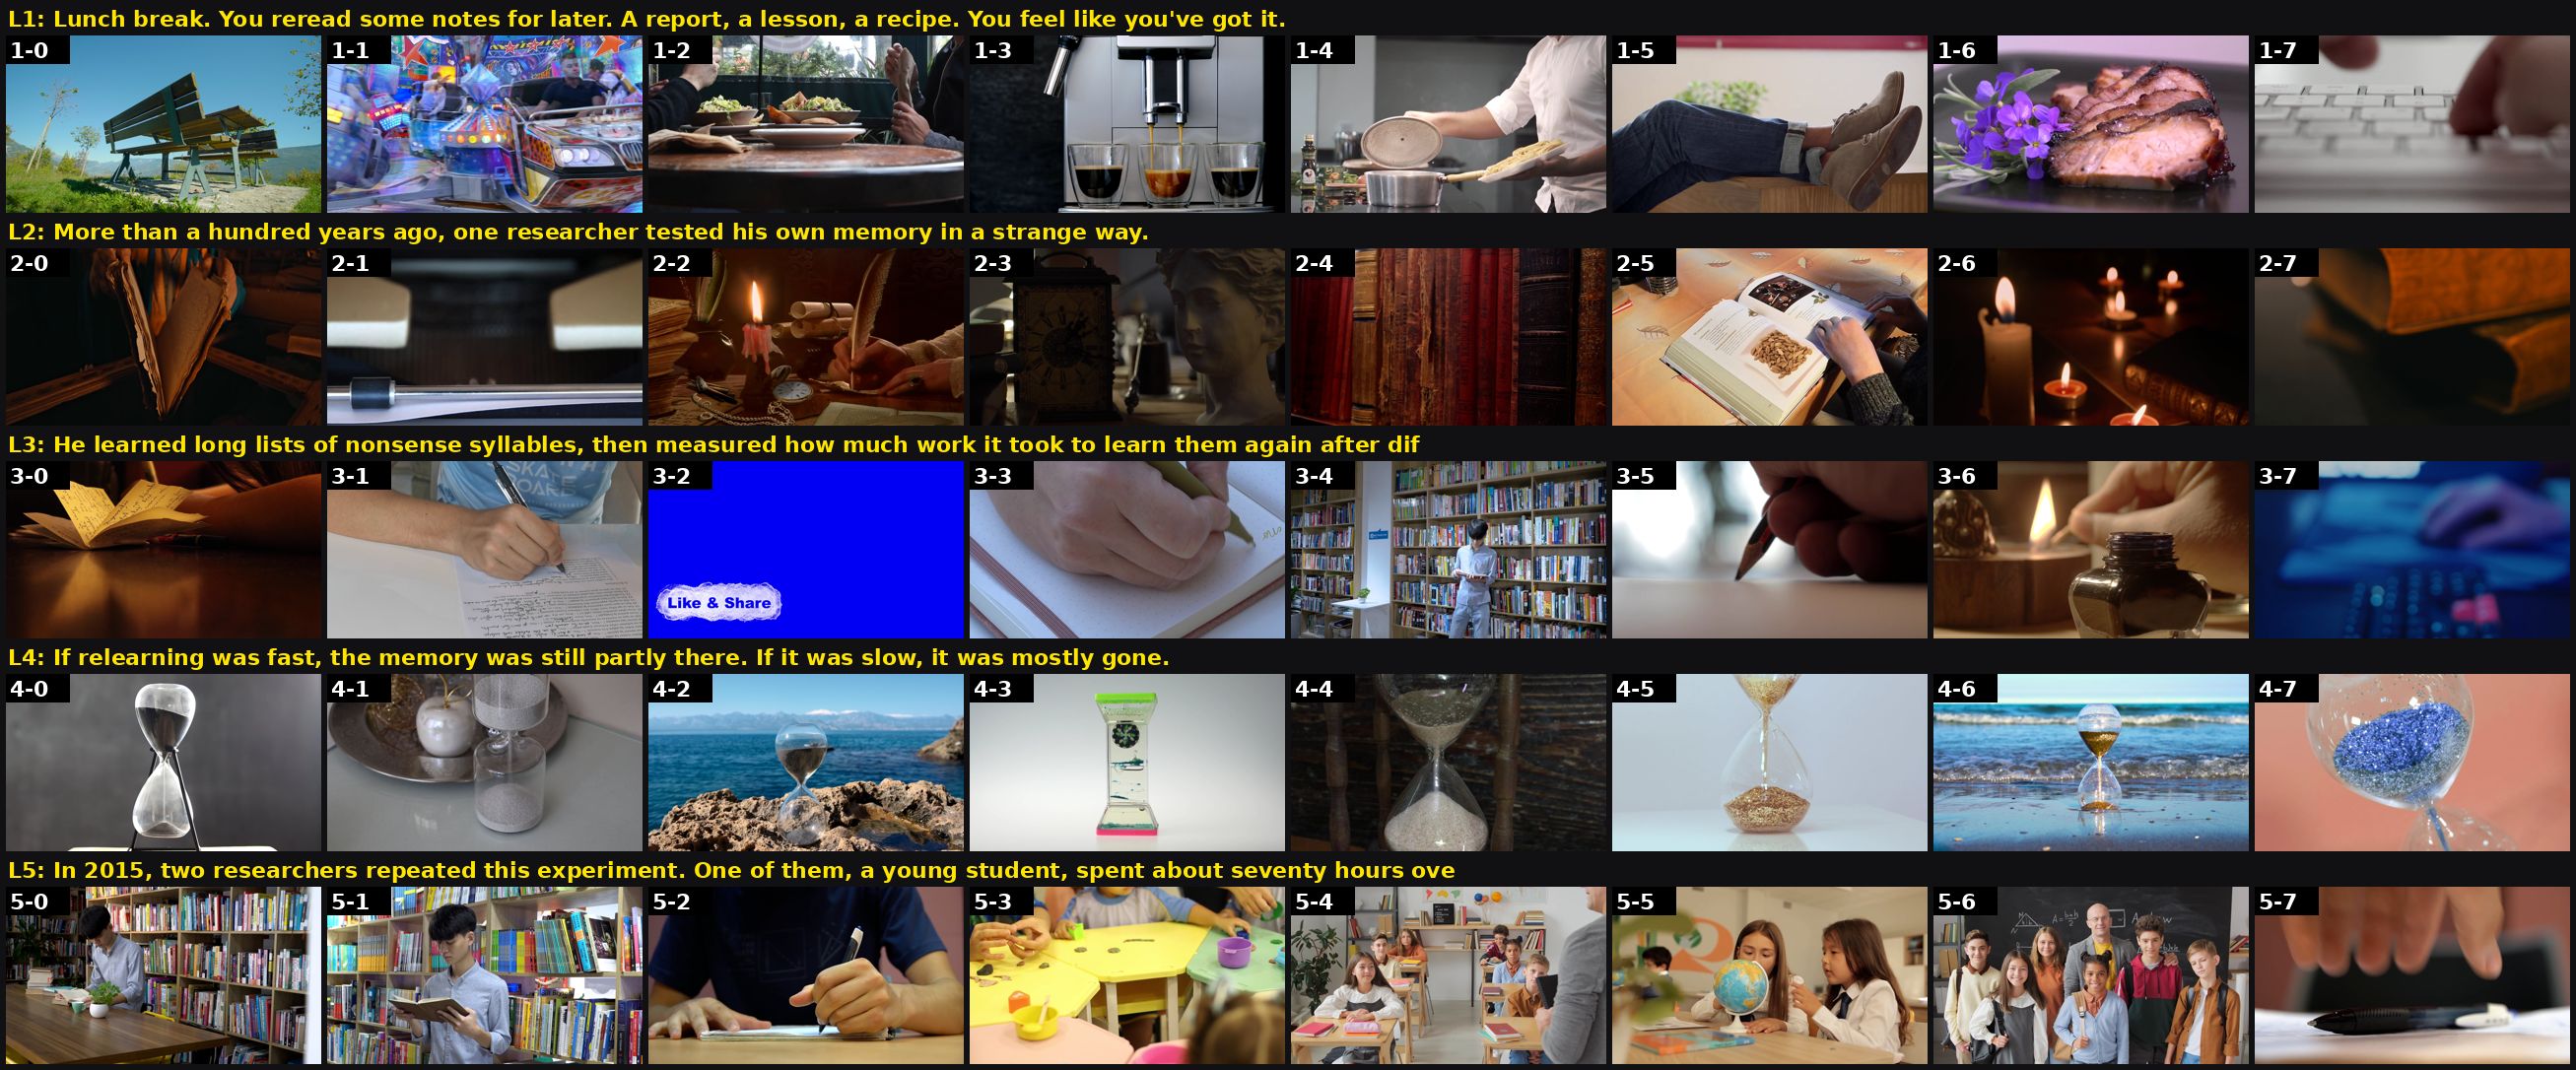 L1: Lunch break. You reread some notes for later. A report, a lesson, a recipe. You feel like you've got it.
1-0 1-1 1-2 1-3 1-4 1-5 1-6 1-7
L2: More than a hundred years ago, one researcher tested his own memory in a strange way.
2-0 2-1 2-2 2-3 2-4 2-5 2-6 2-7
L3: He learned long lists of nonsense syllables, then measured how much work it took to learn them again after dif
3-0 3-1 3-2 3-3 3-4 3-5 3-6 3-7
Like & Share
L4: If relearning was fast, the memory was still partly there. If it was slow, it was mostly gone.
4-0 4-1 4-2 4-3 4-4 4-5 4-6 4-7
L5: In 2015, two researchers repeated this experiment. One of them, a young student, spent about seventy hours ove
5-0 5-1 5-2 5-3 5-4 5-5 5-6 5-7